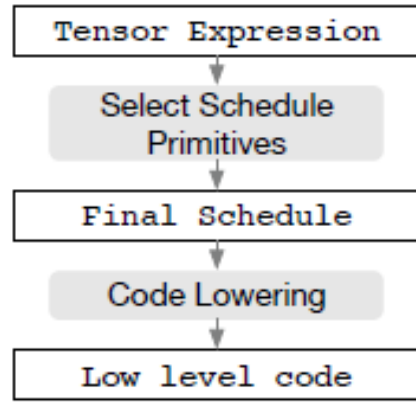 Tensor Expression
Select Schedule
Primitives
Final Schedule
Code Lowering
Low level code